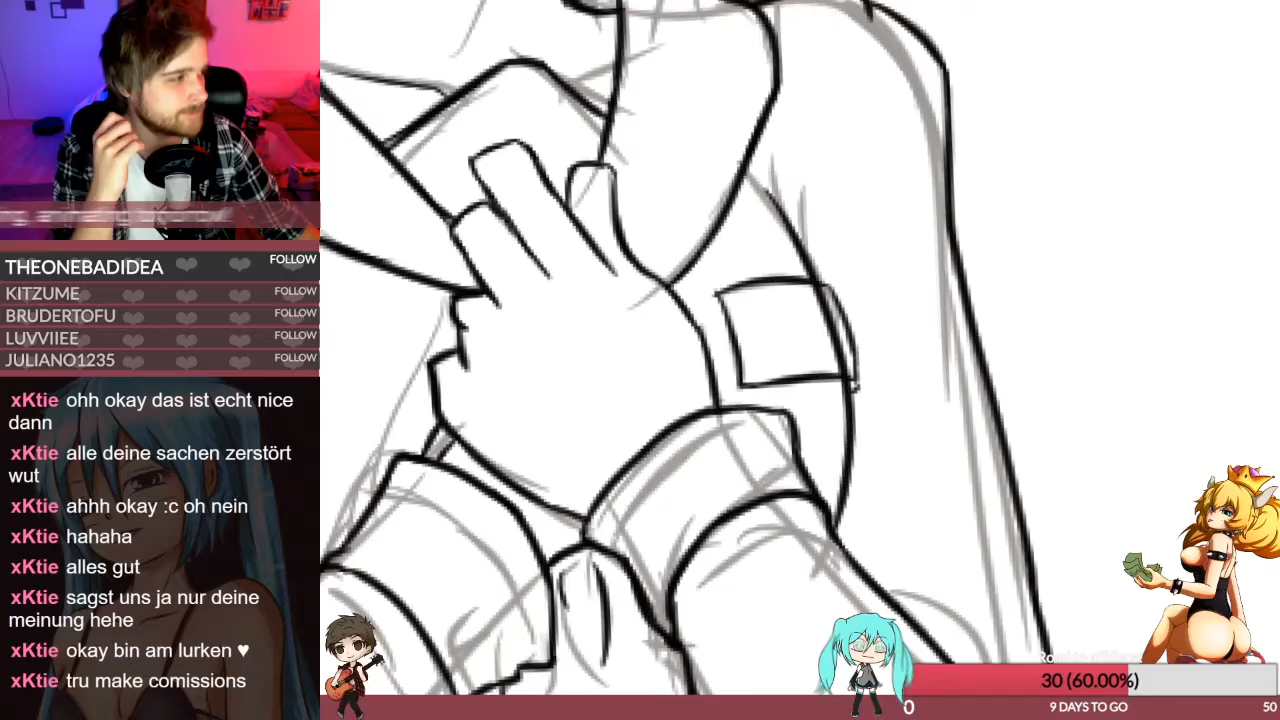 THEONEBADIDEA FOLLOW
KITZUME FOLLOW
BRUDERTOFU FOLLOW
LUVVIIEE FOLLOW
JULIANO1235 FOLLOW
xKtie ohh okay das ist echt nice
dann
xKtie alle deine sachen zerstört
wut
xKtie ahhh okay :c oh nein
xKtie hahaha
xKtie alles gut
xKtie sagst uns ja nur deine
meinung hehe
xKtie okay bin am lurken ♥
xKtie tru make comissions
30 (60.00%)
0 9 DAYS TO GO 50